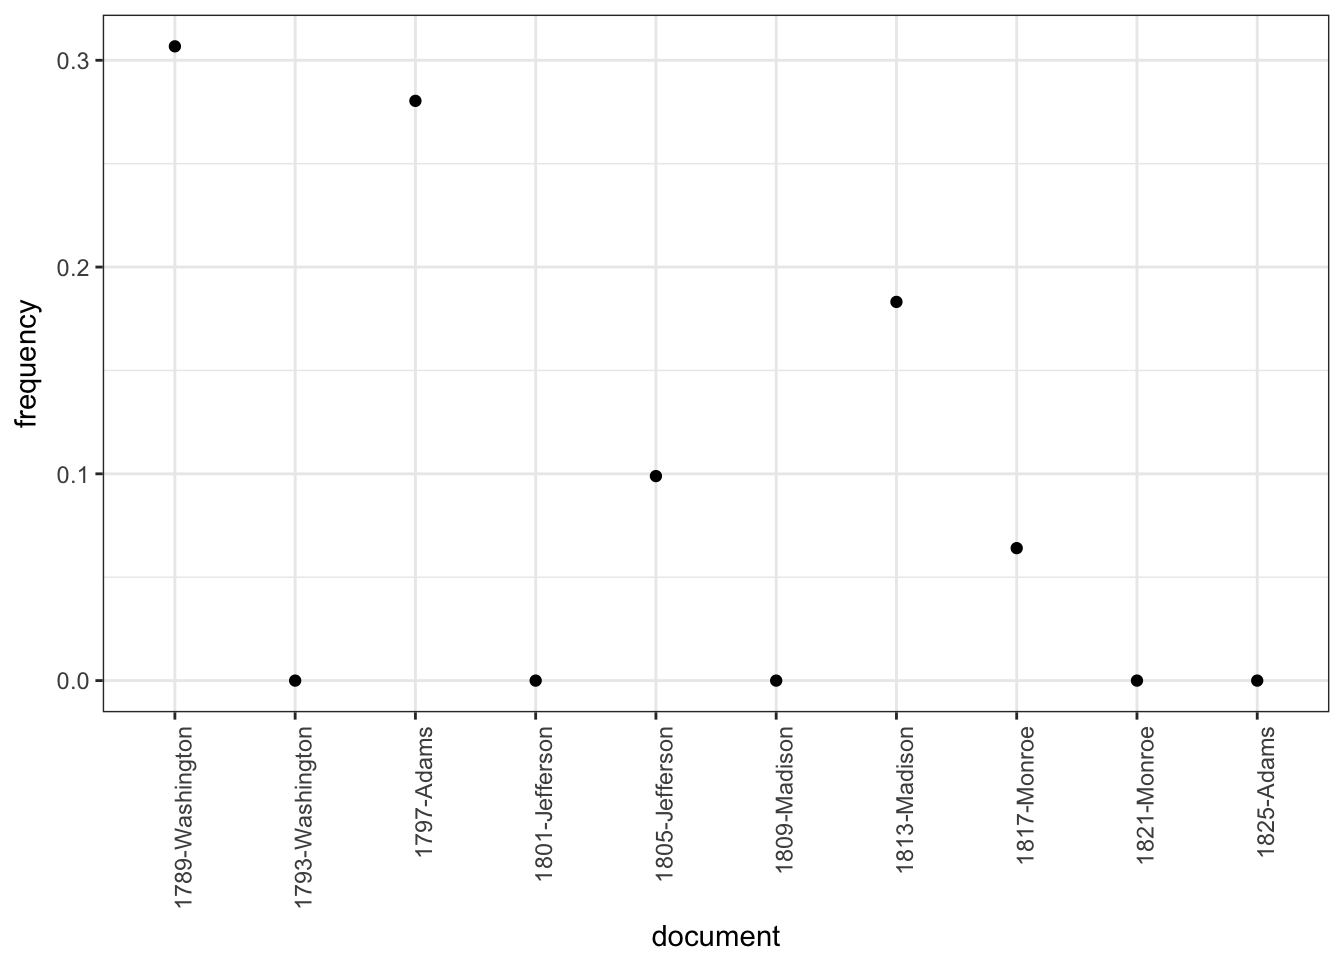 0.3
0.2
0.1
0.0
frequency
1789-Washington
1793-Washington
1797-Adams
1801-Jefferson
1805-Jefferson
1809-Madison
1813-Madison
1817-Monroe
1821-Monroe
1825-Adams
document